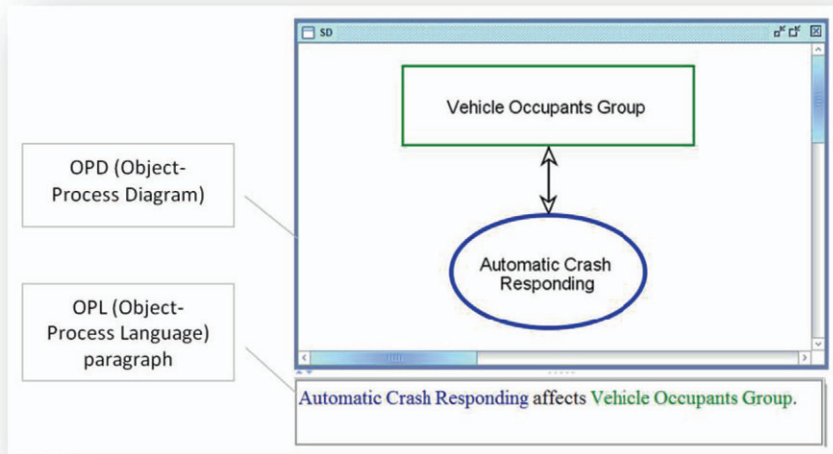 SD
Vehicle Occupants Group
OPD (Object-
Process Diagram)
Automatic Crash
Responding
OPL (Object-
Process Language)
paragraph
Automatic Crash Responding affects Vehicle Occupants Group.